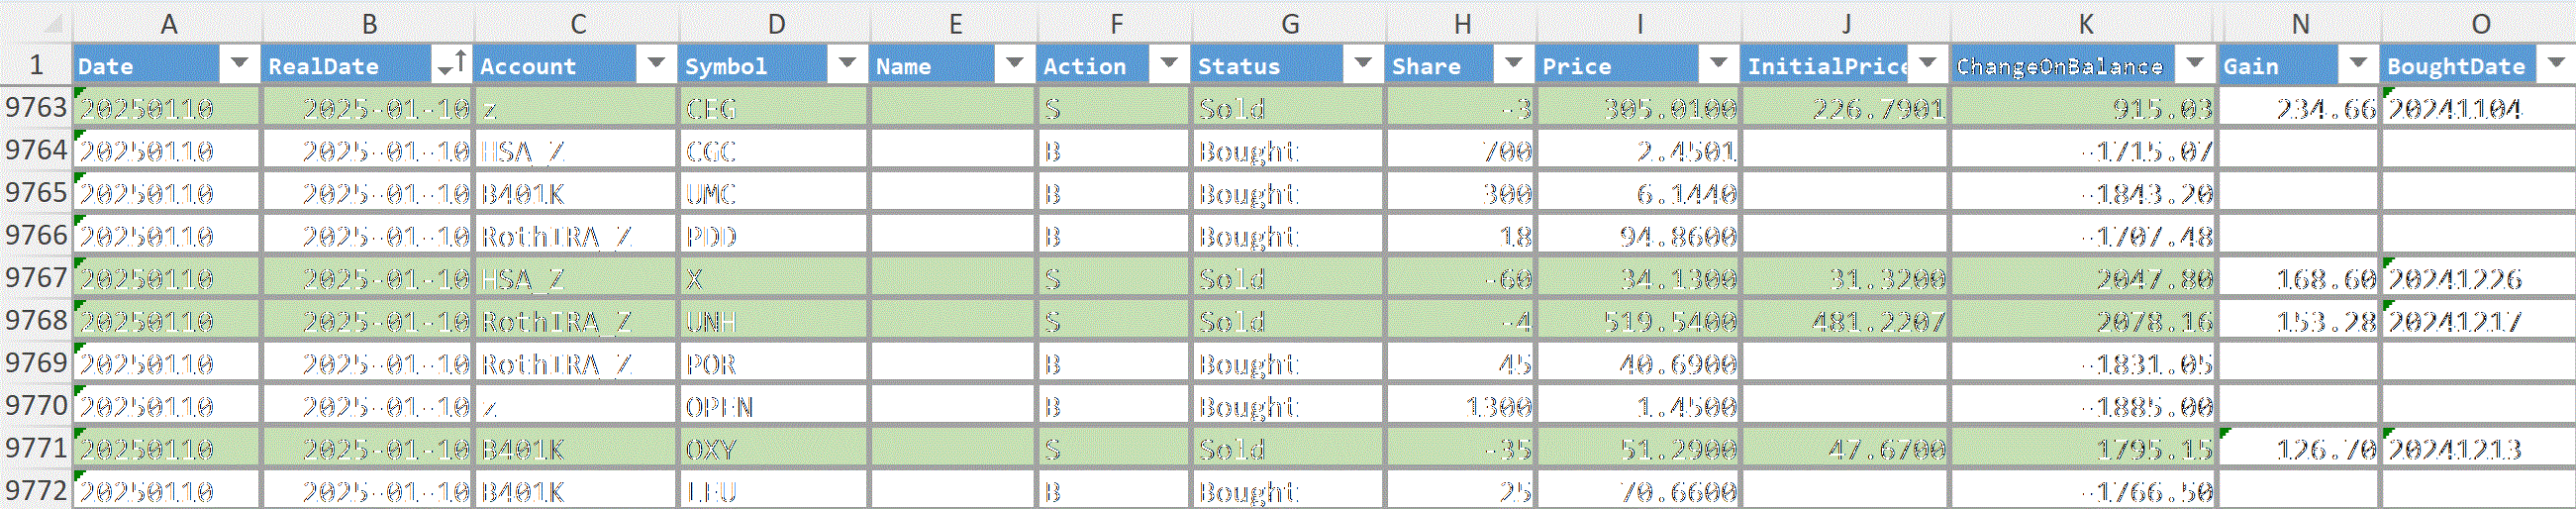 A B C D E F G H I J K N O
1 Date RealDate Account Symbol Name Action Status Share Price InitialPrice ChangeOnBalance Gain BoughtDate
9763 20250110 2025-01-10 z CEG S Sold -3 305.0100 226.7901 915.03 234.66 20241104
9764 20250110 2025-01-10 HSA_Z CGC B Bought 700 2.4501 -1715.07
9765 20250110 2025-01-10 B401K UMC B Bought 300 6.1440 -1843.20
9766 20250110 2025-01-10 RothIRA_Z PDD B Bought 18 94.8600 -1707.48
9767 20250110 2025-01-10 HSA_Z X S Sold -60 34.1300 31.3200 2047.80 168.60 20241226
9768 20250110 2025-01-10 RothIRA_Z UNH S Sold -4 519.5400 481.2207 2078.16 153.28 20241217
9769 20250110 2025-01-10 RothIRA_Z POR B Bought 45 40.6900 -1831.05
9770 20250110 2025-01-10 z OPEN B Bought 1300 1.4500 -1885.00
9771 20250110 2025-01-10 B401K OXY S Sold -35 51.2900 47.6700 1795.15 126.70 20241213
9772 20250110 2025-01-10 B401K LEU B Bought 25 70.6600 -1766.50